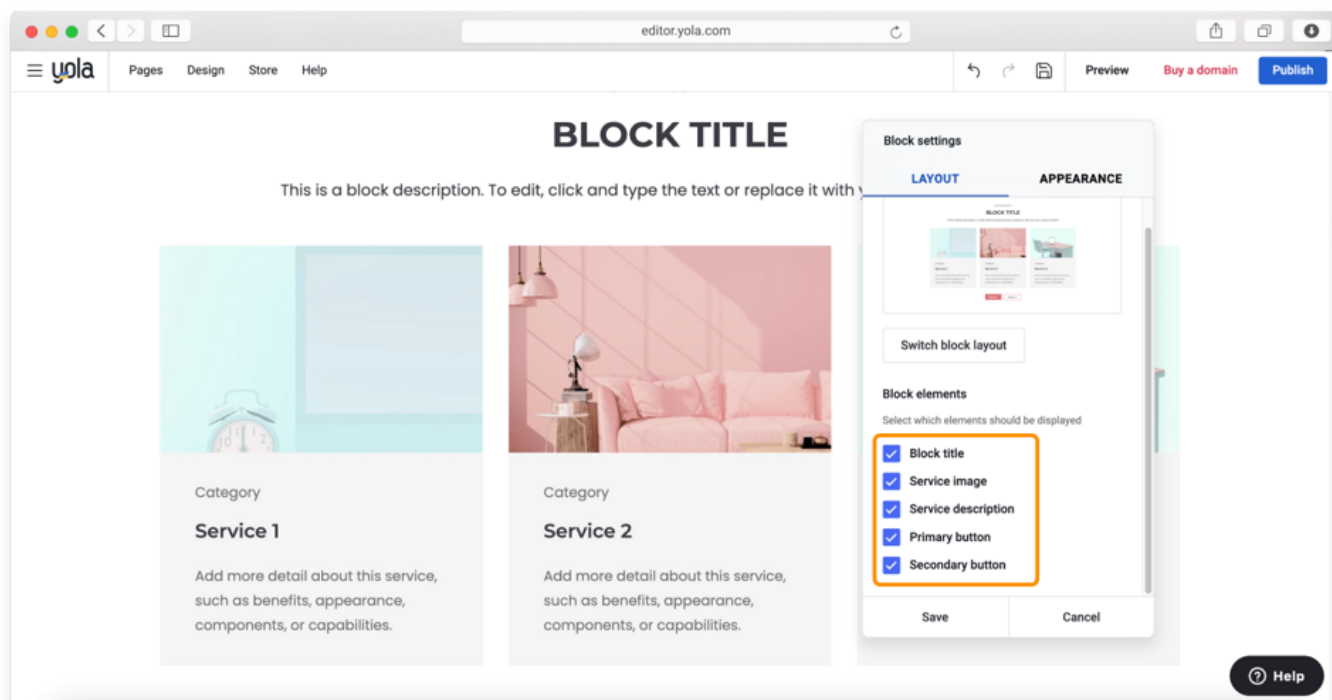 editor.yola.com
yola Pages Design Store Help Preview Buy a domain Publish
BLOCK TITLE
This is a block description. To edit, click and type the text or replace it with
Category
Service 1
Add more detail about this service,
such as benefits, appearance,
components, or capabilities.
Category
Service 2
Add more detail about this service,
such as benefits, appearance,
components, or capabilities.
Block settings
LAYOUT APPEARANCE
BLOCK TITLE
Switch block layout
Block elements
Select which elements should be displayed
Block title
Service image
Service description
Primary button
Secondary button
Save Cancel
Help